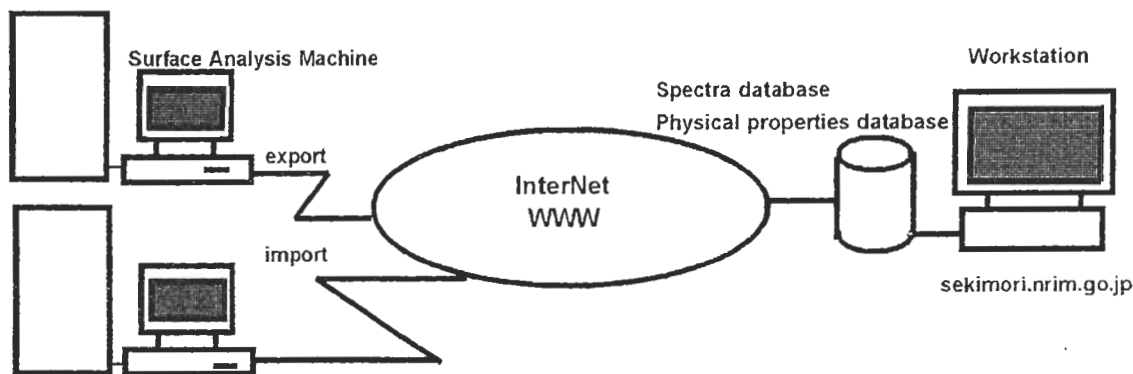 Surface Analysis Machine
export
import
InterNet
WWW
Spectra database
Physical properties database
Workstation
sekimori.nrim.go.jp